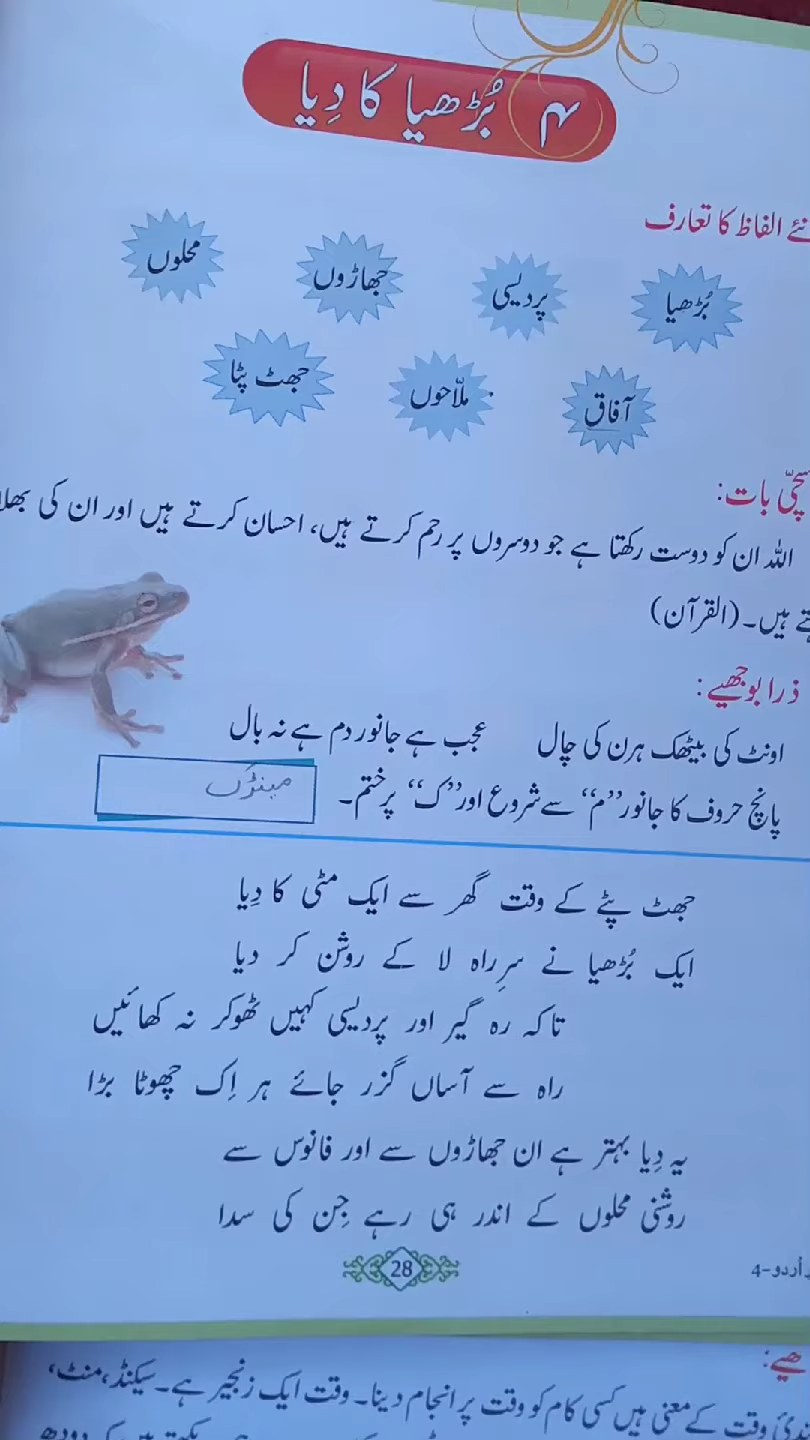 ۴ بُڑھیا کا دِیا
نئے الفاظ کا تعارف
بُڑھیا پردیسی جھاڑوں محلوں
آفاق ملّاحوں جھٹ پٹا
سچّی بات:
اللہ ان کو دوست رکھتا ہے جو دوسروں پر رحم کرتے ہیں، احسان کرتے ہیں اور ان کی
ہیں۔ (القرآن)
ذرا بوجھیے:
اونٹ کی بیٹھک ہرن کی چال عجب ہے جانور دم ہے نہ بال
پانچ حروف کا جانور ”م“ سے شروع اور ”ک“ پر ختم۔ مینڈک
جھٹ پٹے کے وقت گھر سے ایک مٹی کا دِیا
ایک بُڑھیا نے سرِراہ لا کے روشن کر دیا
تاکہ رہ گیر اور پردیسی کہیں ٹھوکر نہ کھائیں
راہ سے آساں گزر جائے ہر اِک چھوٹا بڑا
یہ دِیا بہتر ہے ان جھاڑوں سے اور فانوس سے
روشنی محلوں کے اندر ہی رہے جِن کی سدا
28
اُردو-4
وقت کے معنی ہیں کسی کام کو وقت پر انجام دینا۔ وقت ایک زنجیر ہے۔ سیکنڈ، منٹ،